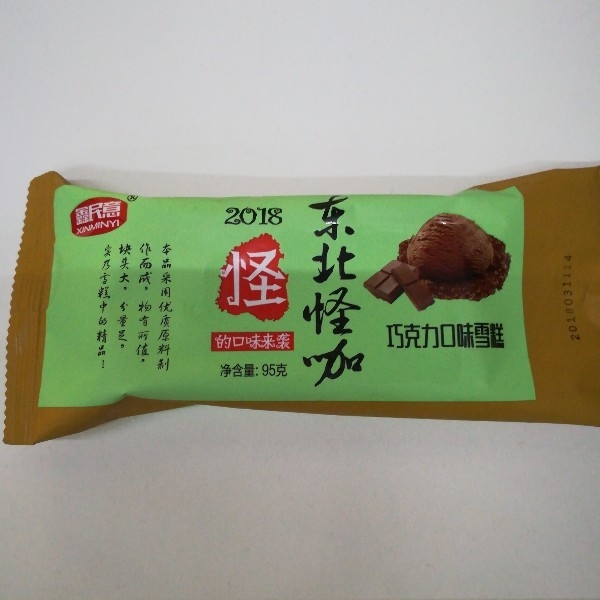 鑫民意
XINMINYI
®
2018
怪
的口味来袭
净含量: 95克
东北怪咖
巧克力口味雪糕
本品采用优质原料制
作而成，物有所值。
块头大，分量足。
实乃雪糕中的精品！
2018031114